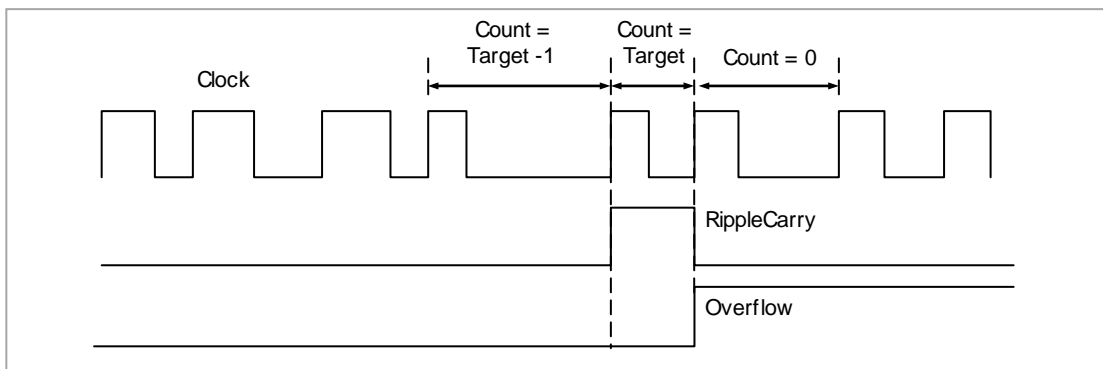 Count =
Target -1
Count =
Target
Count = 0
Clock
RippleCarry
Overflow